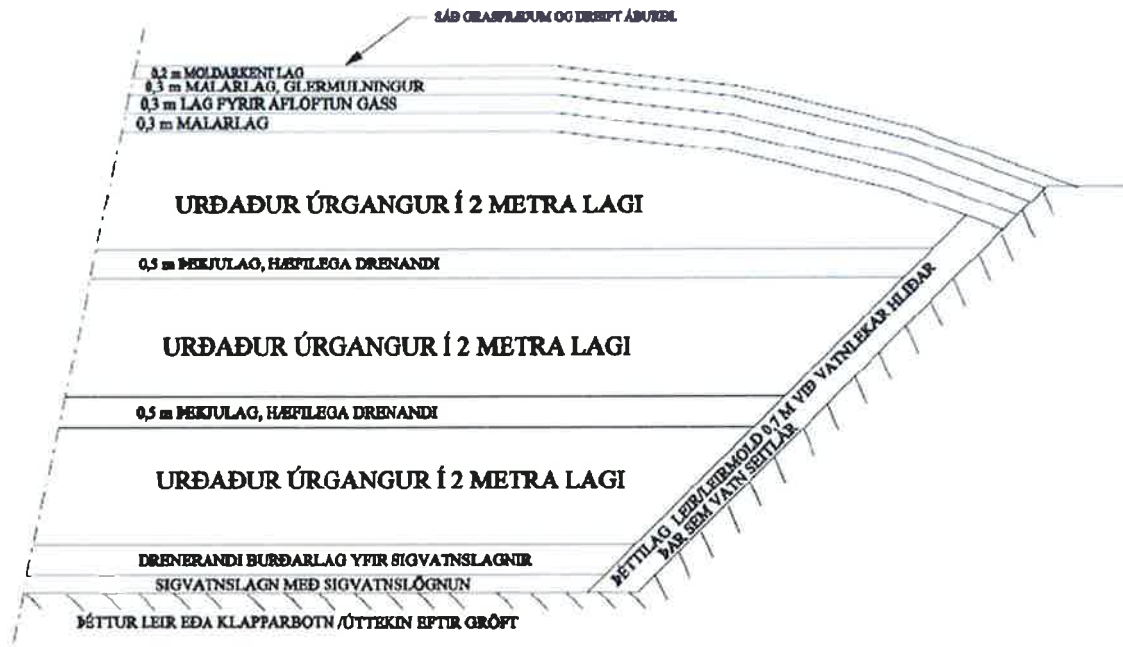 SÁÐ GRASFRÆJUM OG DREIFT ÁBURÐI.
0,2 m MOLDARKENT LAG
0,3 m MALARLAG, GLERMULNINGUR
0,3 m LAG FYRIR AFLOFTUN GASS
0,3 m MALARLAG
URÐAÐUR ÚRGANGUR Í 2 METRA LAGI
0,5 m ÞEKJULAG, HÆFILEGA DRENANDI
URÐAÐUR ÚRGANGUR Í 2 METRA LAGI
0,5 m ÞEKJULAG, HÆFILEGA DRENANDI
URÐAÐUR ÚRGANGUR Í 2 METRA LAGI
ÞÉTTILAG LEIR/LEIRMOLD 0,7 M VIÐ VATNLEKAR HLIÐAR
ÞAR SEM VATN SEITLAR
DRENERANDI BURÐARLAG YFIR SIGVATNSLAGNIR
SIGVATNSLAGN MEÐ SIGVATNSLÖGNUN
ÞÉTTUR LEIR EÐA KLAPPARBOTN /ÚTTEKIN EFTIR GRÖFT